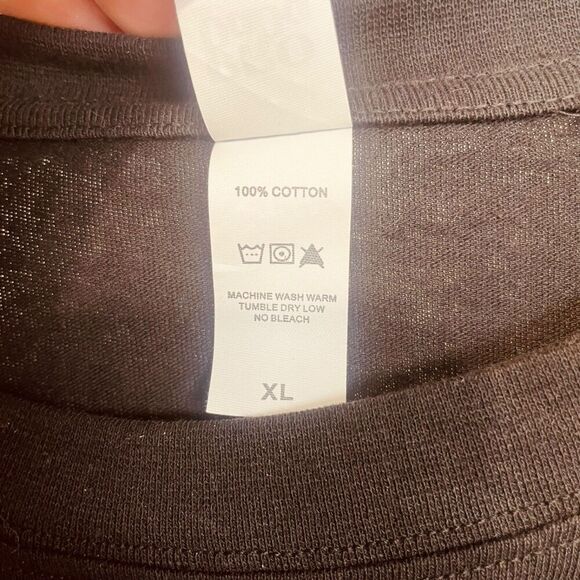 100% COTTON
MACHINE WASH WARM
TUMBLE DRY LOW
NO BLEACH
XL